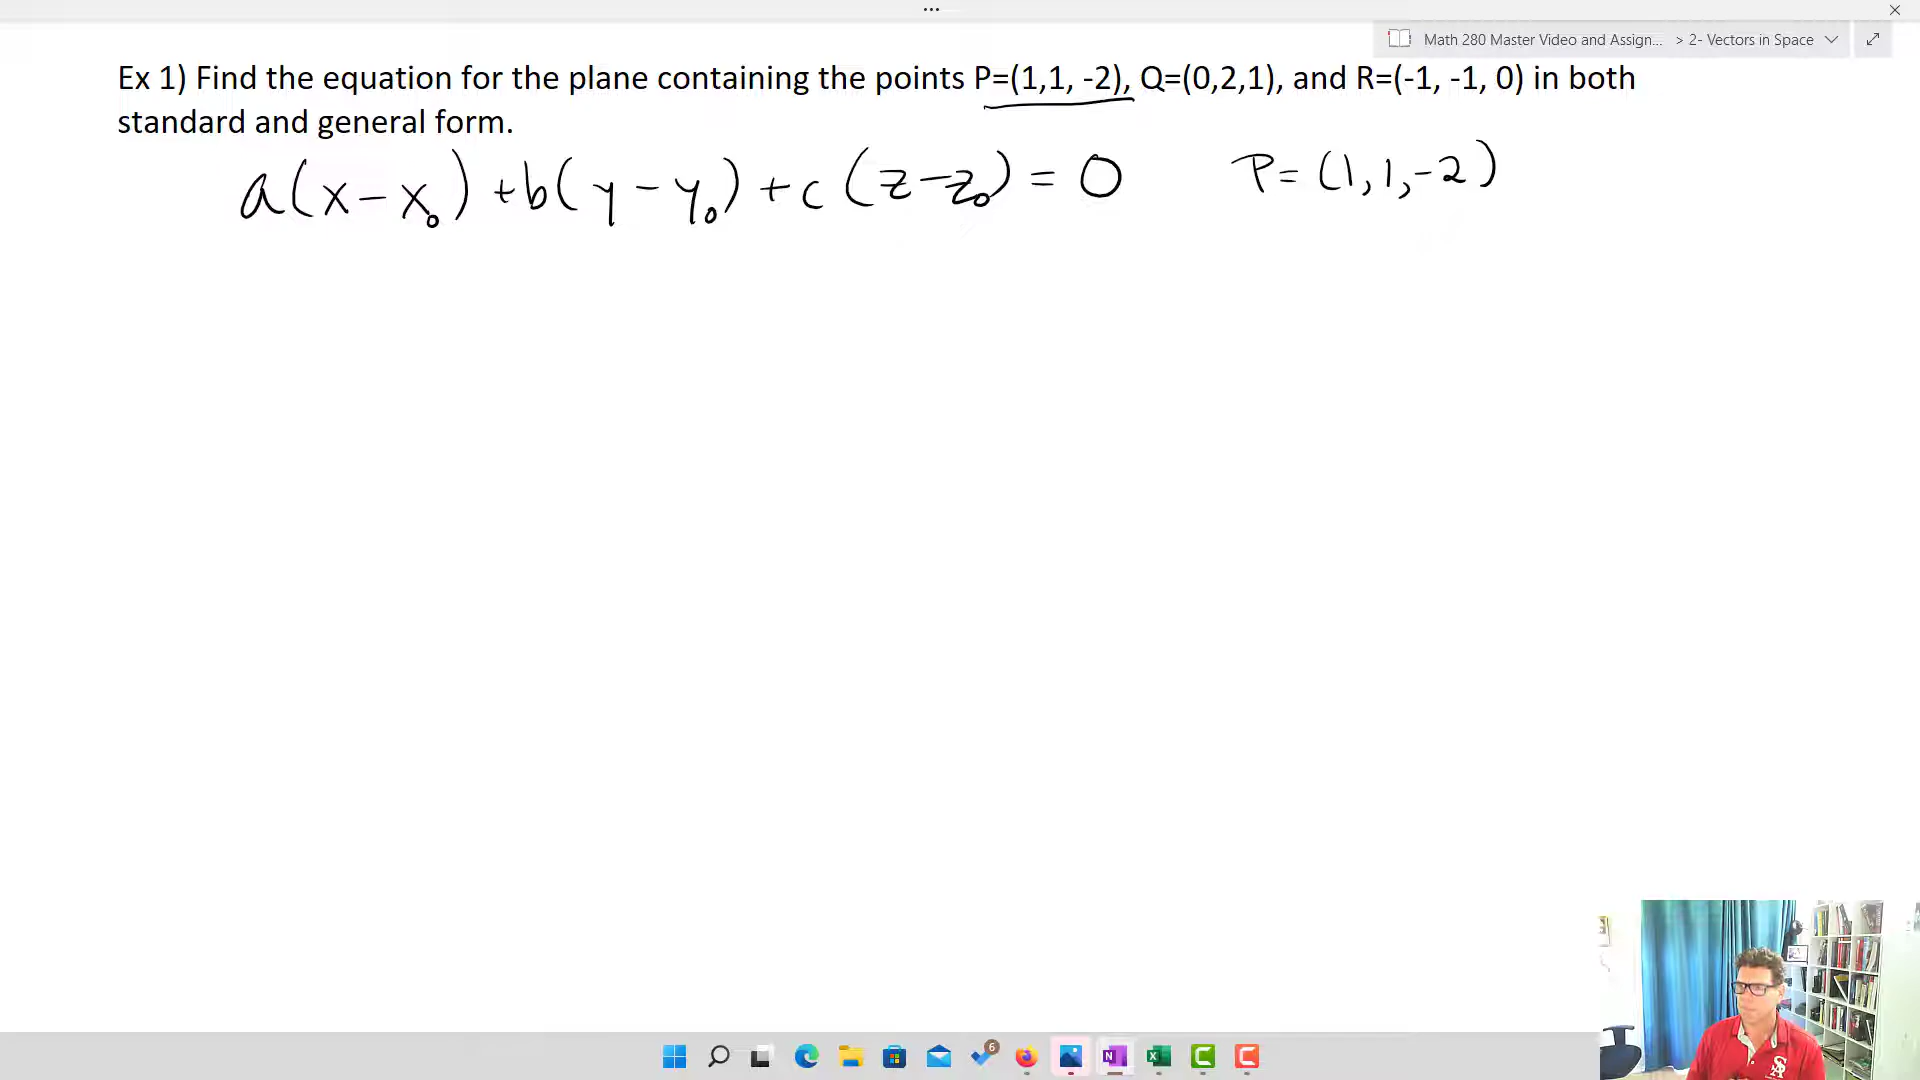 Math 280 Master Video and Assign... > 2- Vectors in Space
Ex 1) Find the equation for the plane containing the points P=(1,1, -2), Q=(0,2,1), and R=(-1, -1, 0) in both
standard and general form.
a(x-x₀) +b(y-y₀) +c(z-z₀) = 0 P= (1,1,-2)
6